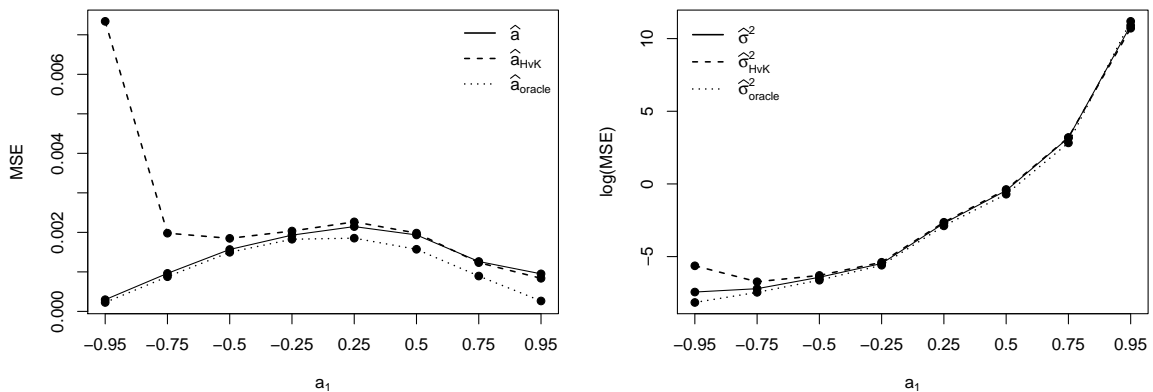 MSE
0.000
0.002
0.004
0.006
−0.95 −0.75 −0.5 −0.25 0.25 0.5 0.75 0.95
a₁
â
â_HvK
â_oracle
log(MSE)
−5
0
5
10
−0.95 −0.75 −0.5 −0.25 0.25 0.5 0.75 0.95
a₁
σ̂²
σ̂²_HvK
σ̂²_oracle